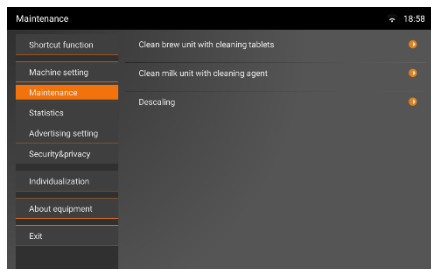 Maintenance 18:58
Shortcut function
Machine setting
Maintenance
Statistics
Advertising setting
Security&privacy
Individualization
About equipment
Exit
Clean brew unit with cleaning tablets
Clean milk unit with cleaning agent
Descaling